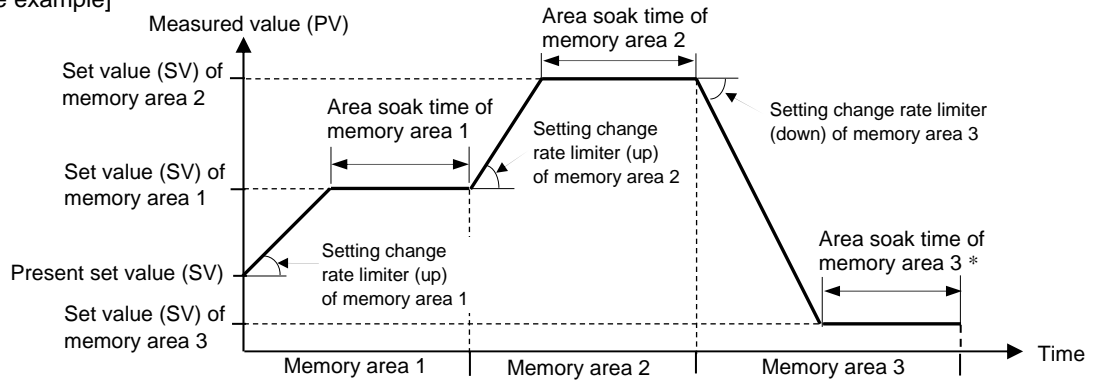 example]
Measured value (PV)
Area soak time of
memory area 2
Set value (SV) of
memory area 2
Area soak time of
memory area 1
Setting change
rate limiter (up)
of memory area 2
Setting change rate limiter
(down) of memory area 3
Set value (SV) of
memory area 1
Area soak time of
memory area 3 *
Setting change
rate limiter (up)
of memory area 1
Present set value (SV)
Set value (SV) of
memory area 3
Time
Memory area 1
Memory area 2
Memory area 3